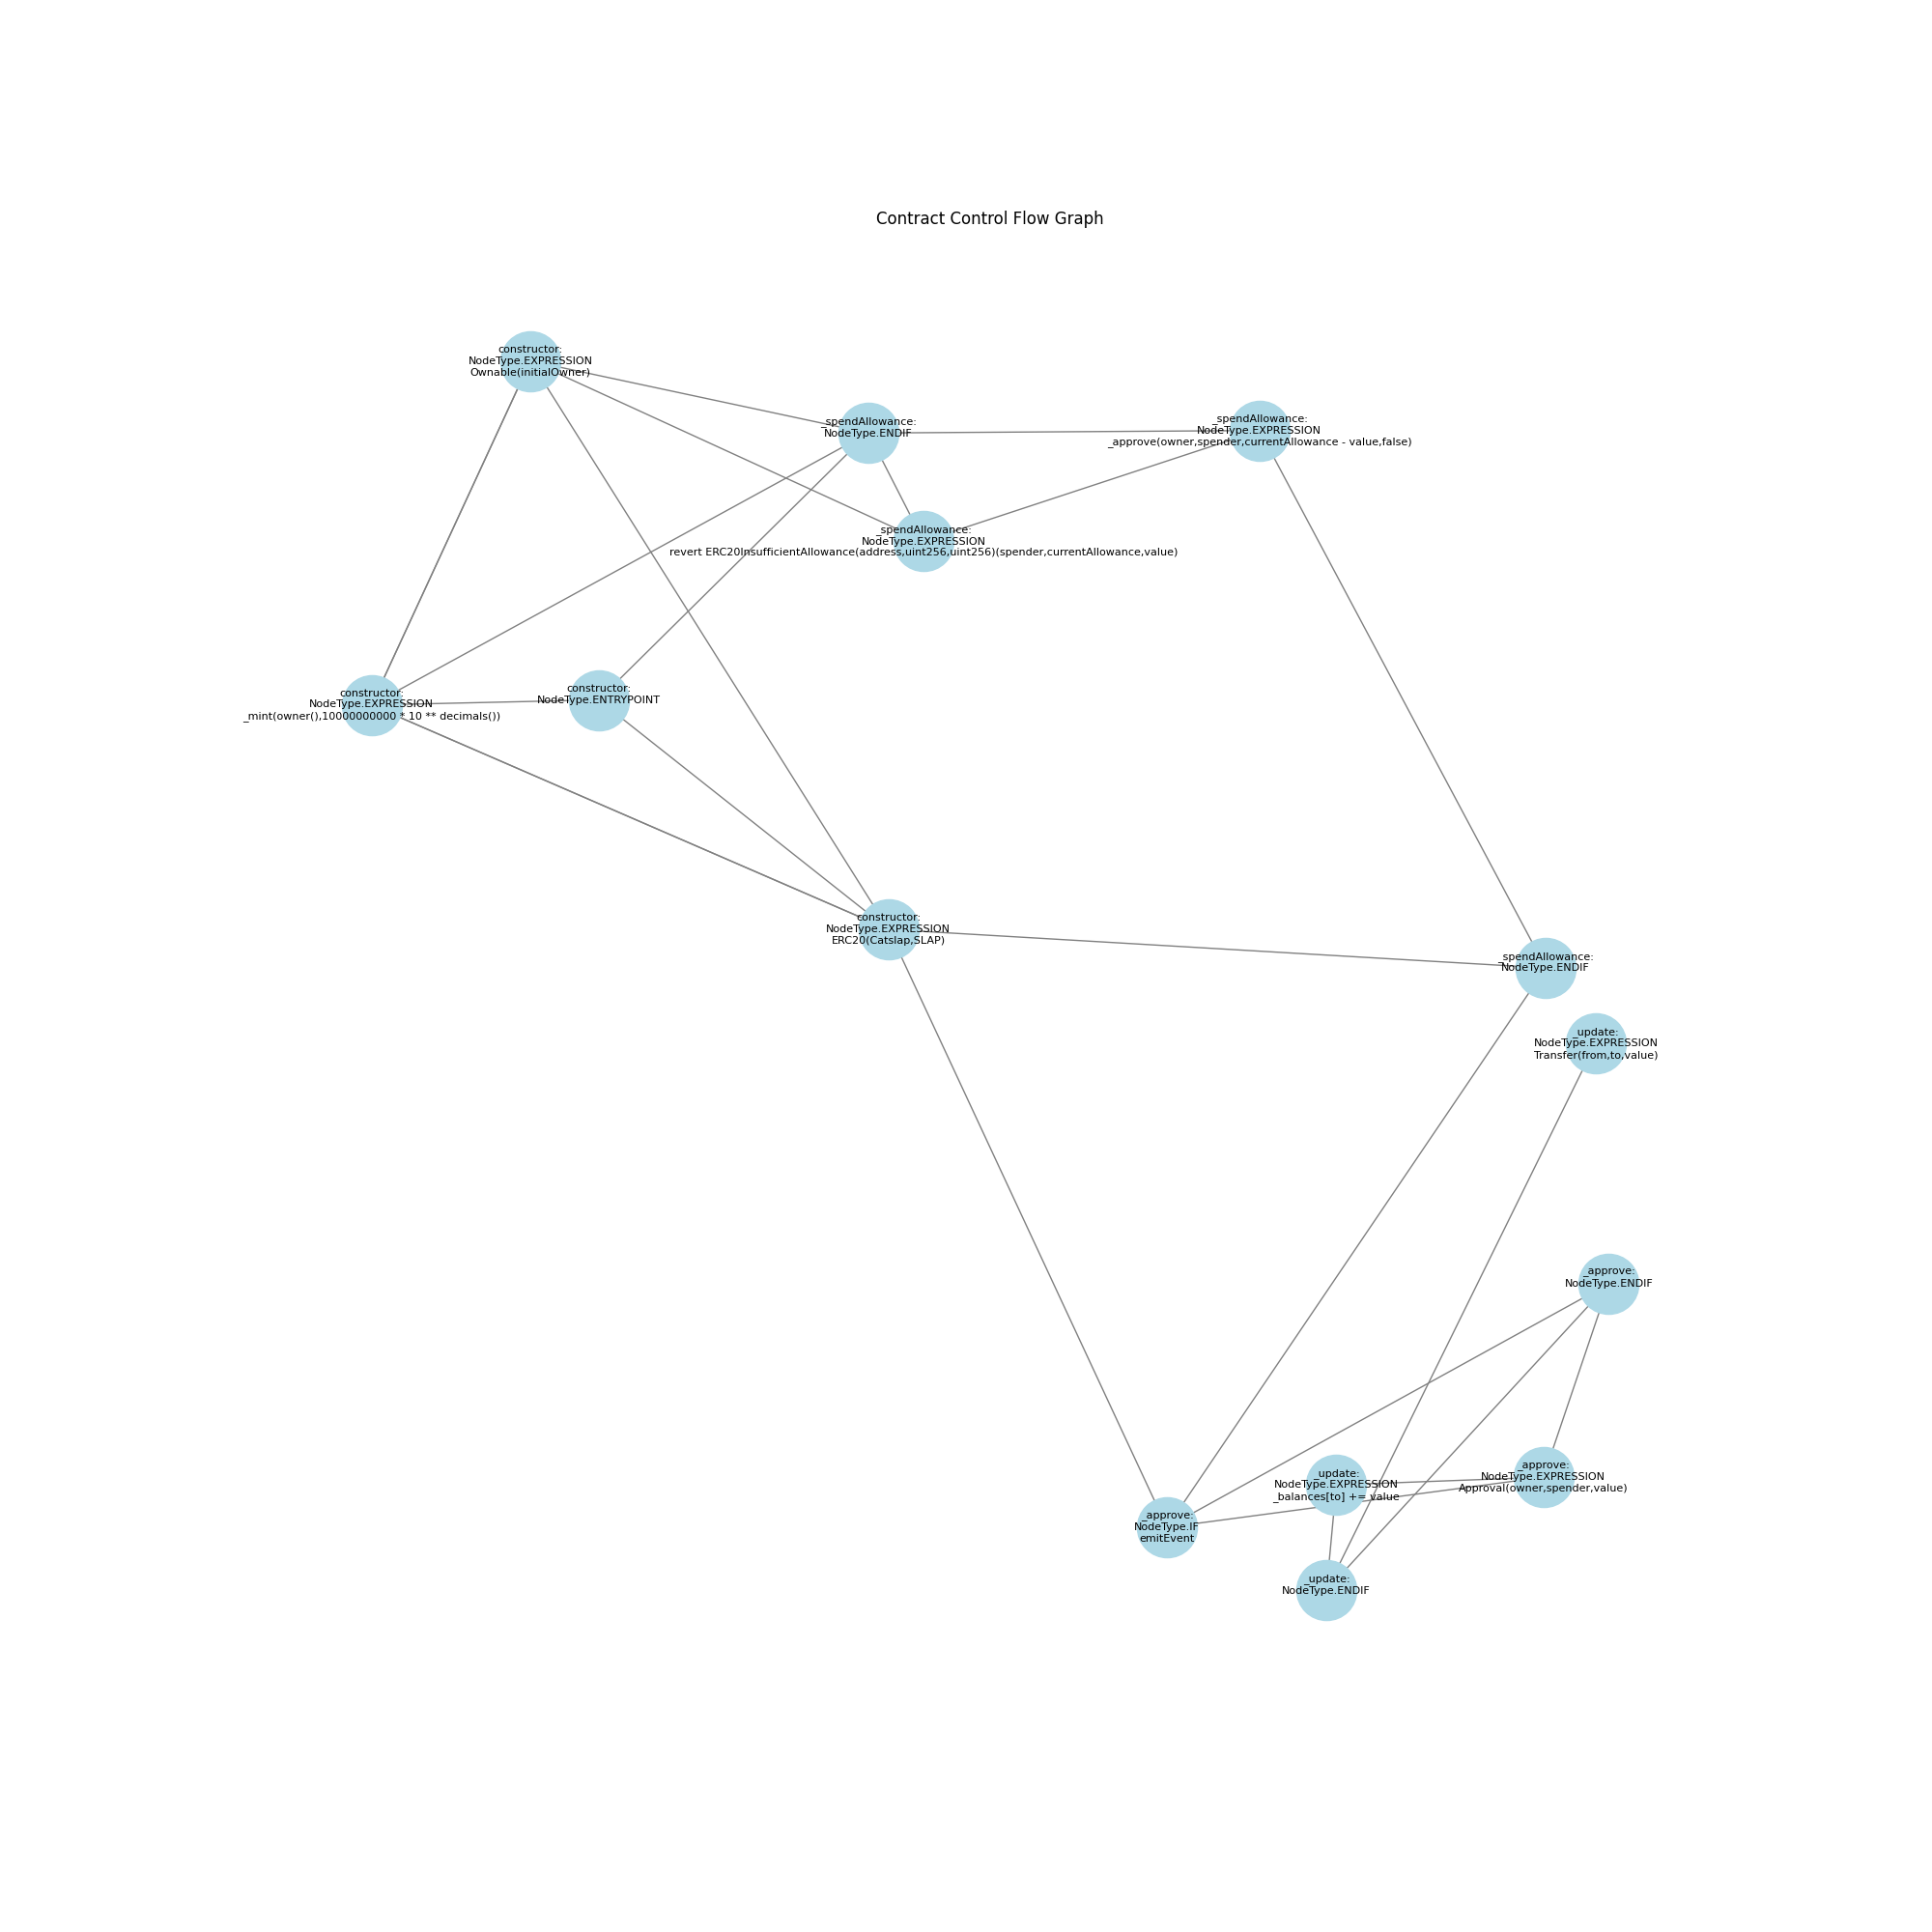 Contract Control Flow Graph
constructor:
NodeType.EXPRESSION
Ownable(initialOwner)
_spendAllowance:
NodeType.ENDIF
_spendAllowance:
NodeType.EXPRESSION
_approve(owner,spender,currentAllowance - value,false)
_spendAllowance:
NodeType.EXPRESSION
revert ERC20InsufficientAllowance(address,uint256,uint256)(spender,currentAllowance,value)
constructor:
NodeType.EXPRESSION
_mint(owner(),10000000000 * 10 ** decimals())
constructor:
NodeType.ENTRYPOINT
constructor:
NodeType.EXPRESSION
ERC20(Catslap,SLAP)
_spendAllowance:
NodeType.ENDIF
_update:
NodeType.EXPRESSION
Transfer(from,to,value)
_approve:
NodeType.ENDIF
_update:
NodeType.EXPRESSION
_balances[to] += value
_approve:
NodeType.EXPRESSION
Approval(owner,spender,value)
_approve:
NodeType.IF
emitEvent
_update:
NodeType.ENDIF